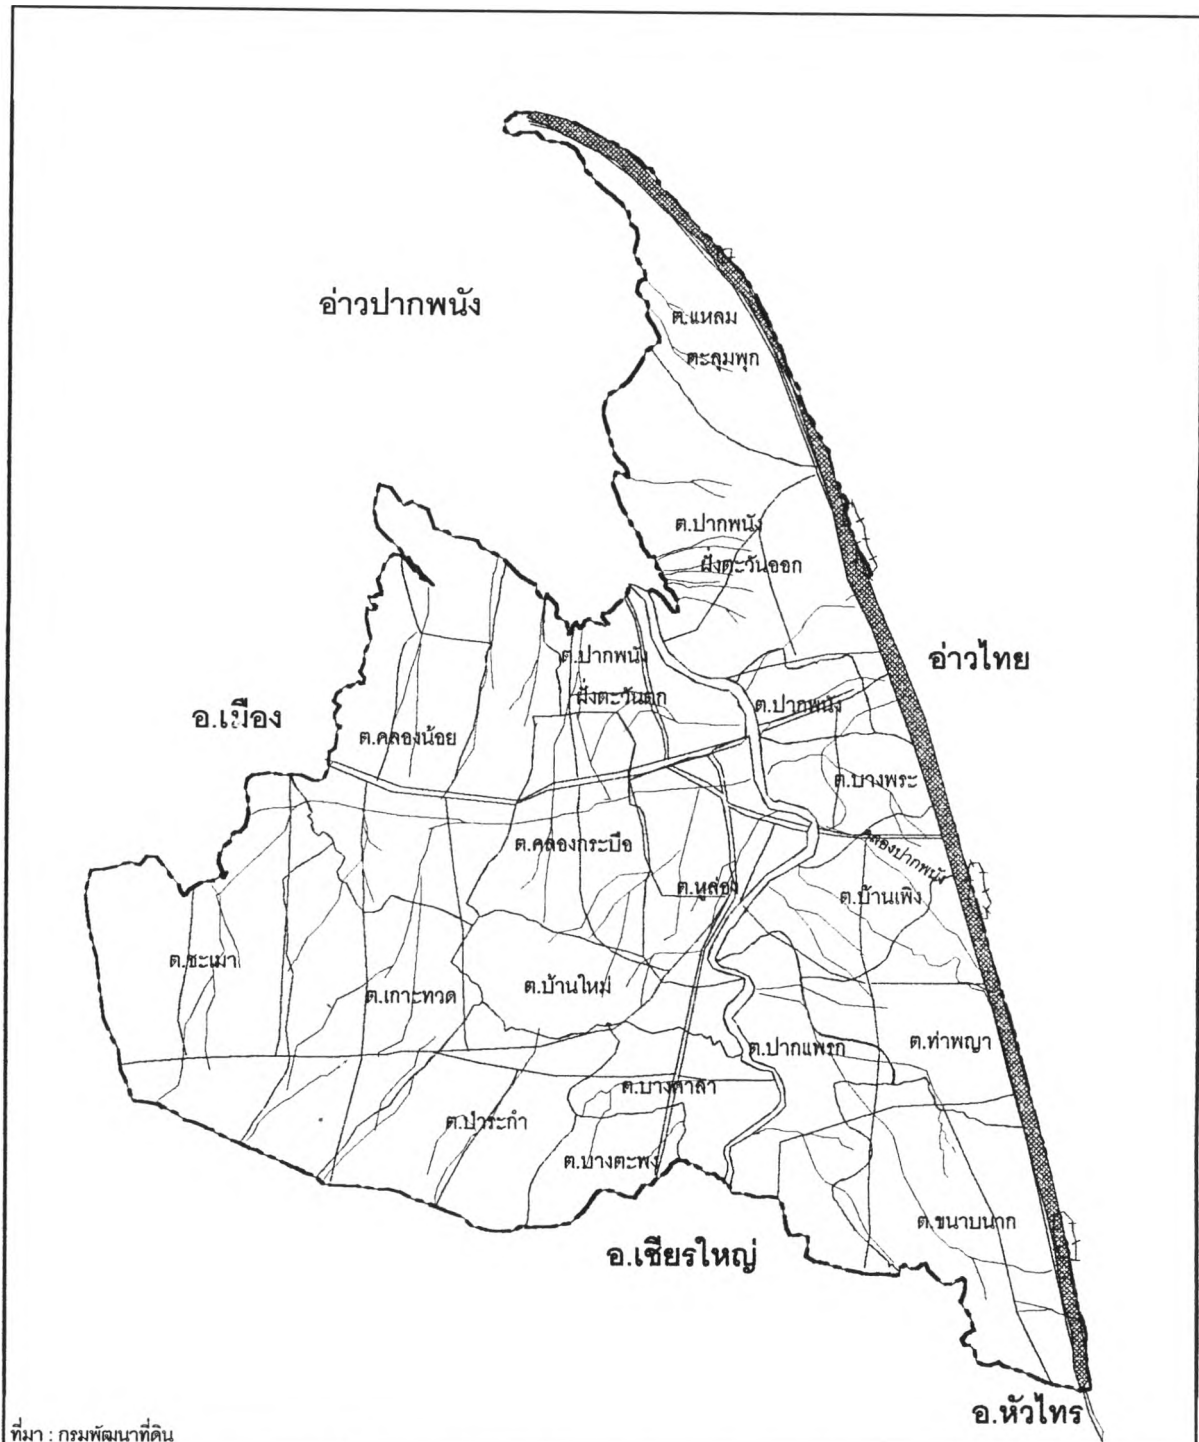 อ่าวปากพนัง
ต.แหลม
ตะลุมพุก
ต.ปากพนัง
ฝั่งตะวันออก
อ่าวไทย
ต.ปากพนัง
ฝั่งตะวันตก
ต.ปากพนัง
อ.เมือง
ต.คลองน้อย
ต.บางพระ
ต.คลองกระบือ
คลองปากพนัง
ต.หูล่อง
ต.บ้านเพิง
ต.ชะเมา
ต.เกาะทวด
ต.บ้านใหม่
ต.ปากแพรก
ต.ท่าพญา
ต.บางศาลา
ต.ป่าระกำ
ต.บางตะพง
ต.ขนาบนาก
อ.เชียรใหญ่
อ.หัวไทร
ที่มา : กรมพัฒนาที่ดิน